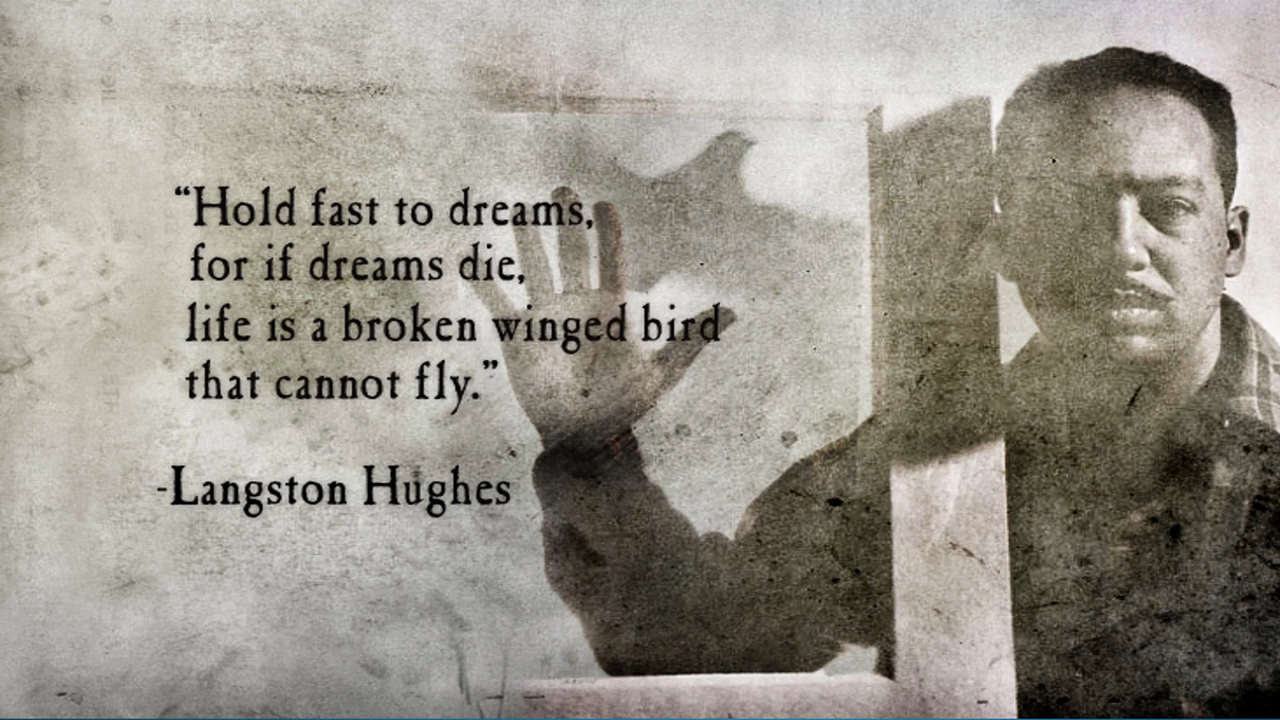 “Hold fast to dreams,
for if dreams die,
life is a broken winged bird
that cannot fly.”
-Langston Hughes